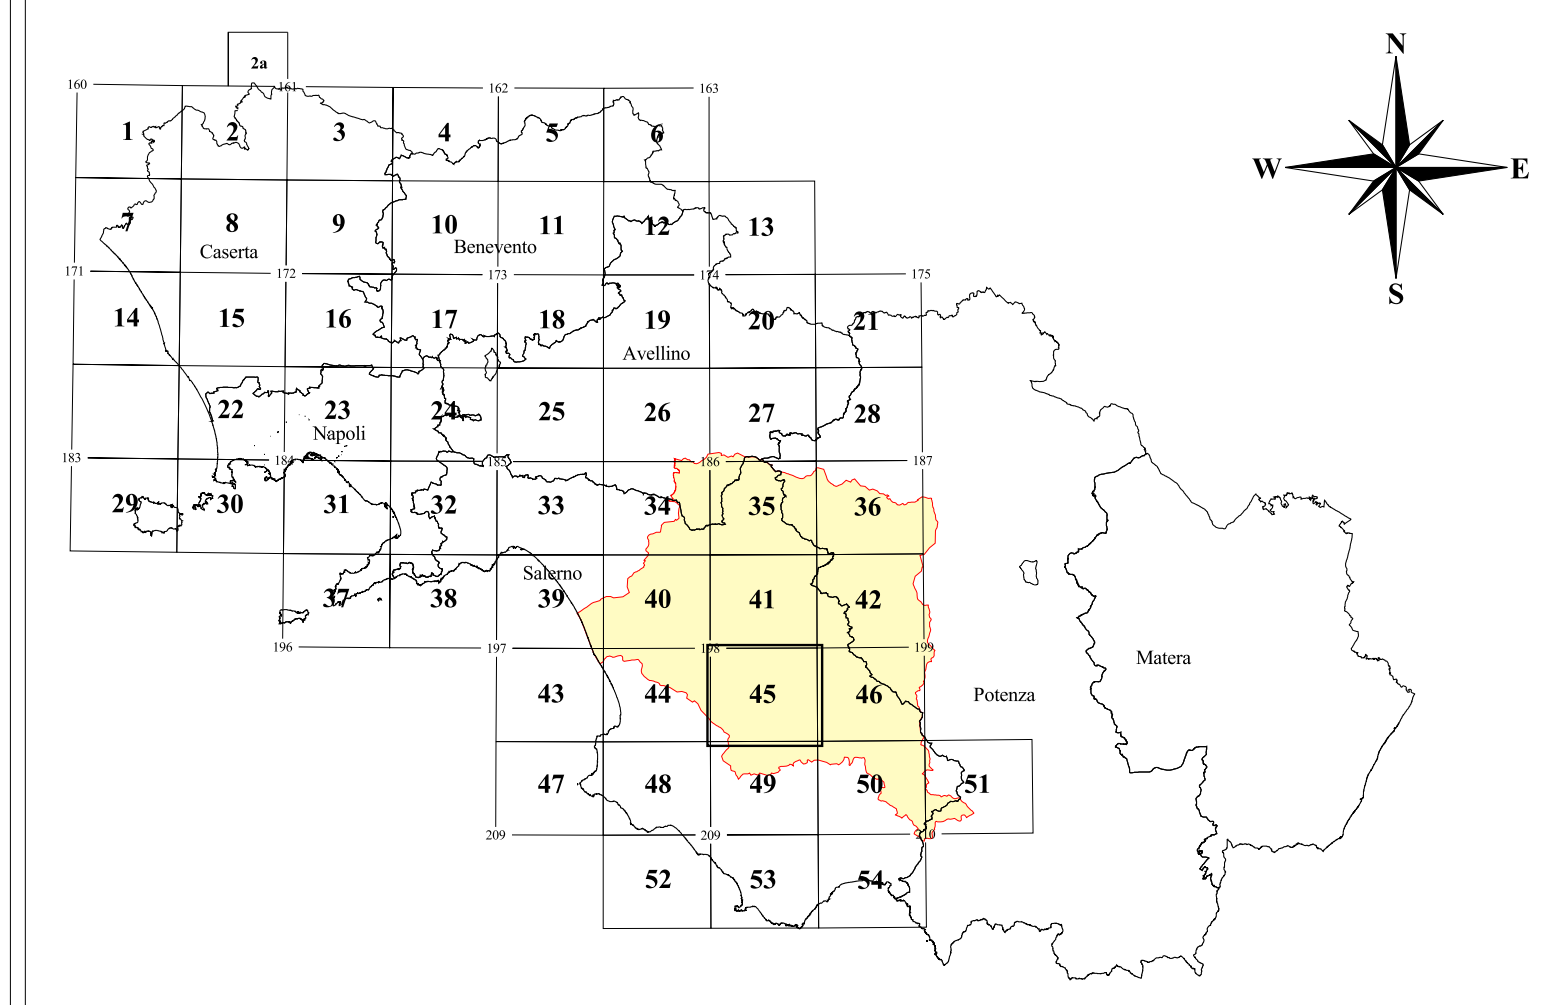 N
2a
160 161 162 163
1 2 3 4 5 6
W E
7 8 9 10 11 12 13
Caserta Benevento
171 172 173 174 175
S
14 15 16 17 18 19 20 21
Avellino
22 23 24 25 26 27 28
Napoli
183 184 185 186 187
29 30 31 32 33 34 35 36
Salerno
37 38 39 40 41 42
196 197 198 199
Matera
43 44 45 46 Potenza
47 48 49 50 51
209 209
52 53 54